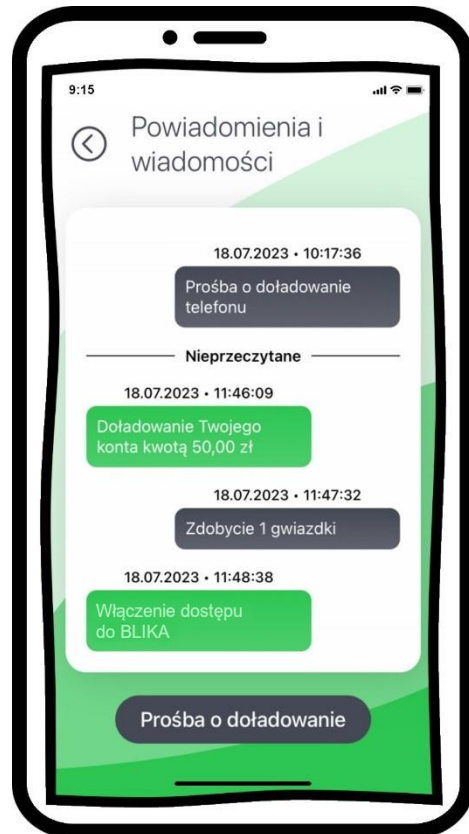 9:15
Powiadomienia i
wiadomości
18.07.2023 • 10:17:36
Prośba o doładowanie
telefonu
Nieprzeczytane
18.07.2023 • 11:46:09
Doładowanie Twojego
konta kwotą 50,00 zł
18.07.2023 • 11:47:32
Zdobycie 1 gwiazdki
18.07.2023 • 11:48:38
Włączenie dostępu
do BLIKA
Prośba o doładowanie